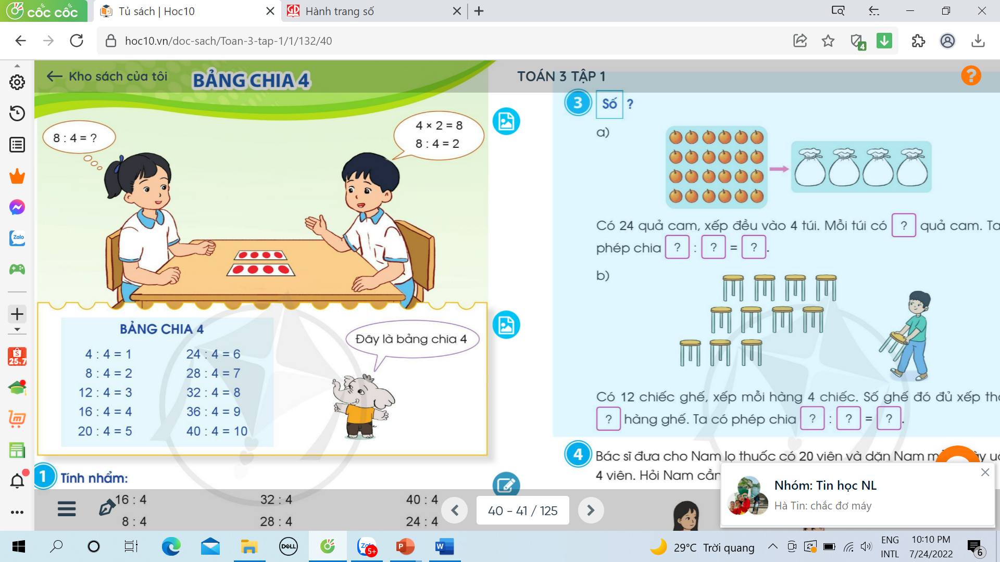 cốc cốc
Tủ sách | Hoc10
Hành trang số
hoc10.vn/doc-sach/Toan-3-tap-1/1/132/40
4
Kho sách của tôi
BẢNG CHIA 4
TOÁN 3 TẬP 1
?
8 : 4 = ?
4 × 2 = 8
8 : 4 = 2
BẢNG CHIA 4
4 : 4 = 1
8 : 4 = 2
12 : 4 = 3
16 : 4 = 4
20 : 4 = 5
24 : 4 = 6
28 : 4 = 7
32 : 4 = 8
36 : 4 = 9
40 : 4 = 10
Đây là bảng chia 4
1 Tính nhẩm:
16 : 4 32 : 4 40 : 4
8 : 4 28 : 4 24 : 4
3 Số ?
a)
Có 24 quả cam, xếp đều vào 4 túi. Mỗi túi có ? quả cam. Ta
phép chia ? : ? = ?.
b)
Có 12 chiếc ghế, xếp mỗi hàng 4 chiếc. Số ghế đó đủ xếp
? hàng ghế. Ta có phép chia ? : ? = ?.
4 Bác sĩ đưa cho Nam lọ thuốc có 20 viên và dặn Nam
4 viên. Hỏi Nam cần
40 - 41 / 125
Nhóm: Tin học NL
Hà Tin: chắc đơ máy
Zalo
25.7
DELL
5+
P
W
29°C Trời quang
ENG
INTL
10:10 PM
7/24/2022
6